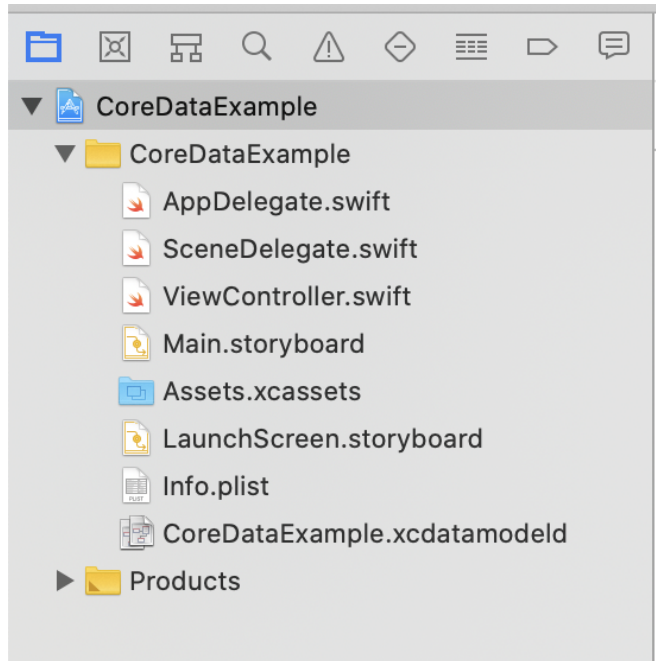 CoreDataExample
CoreDataExample
AppDelegate.swift
SceneDelegate.swift
ViewController.swift
Main.storyboard
Assets.xcassets
LaunchScreen.storyboard
PLIST
Info.plist
CoreDataExample.xcdatamodeld
Products